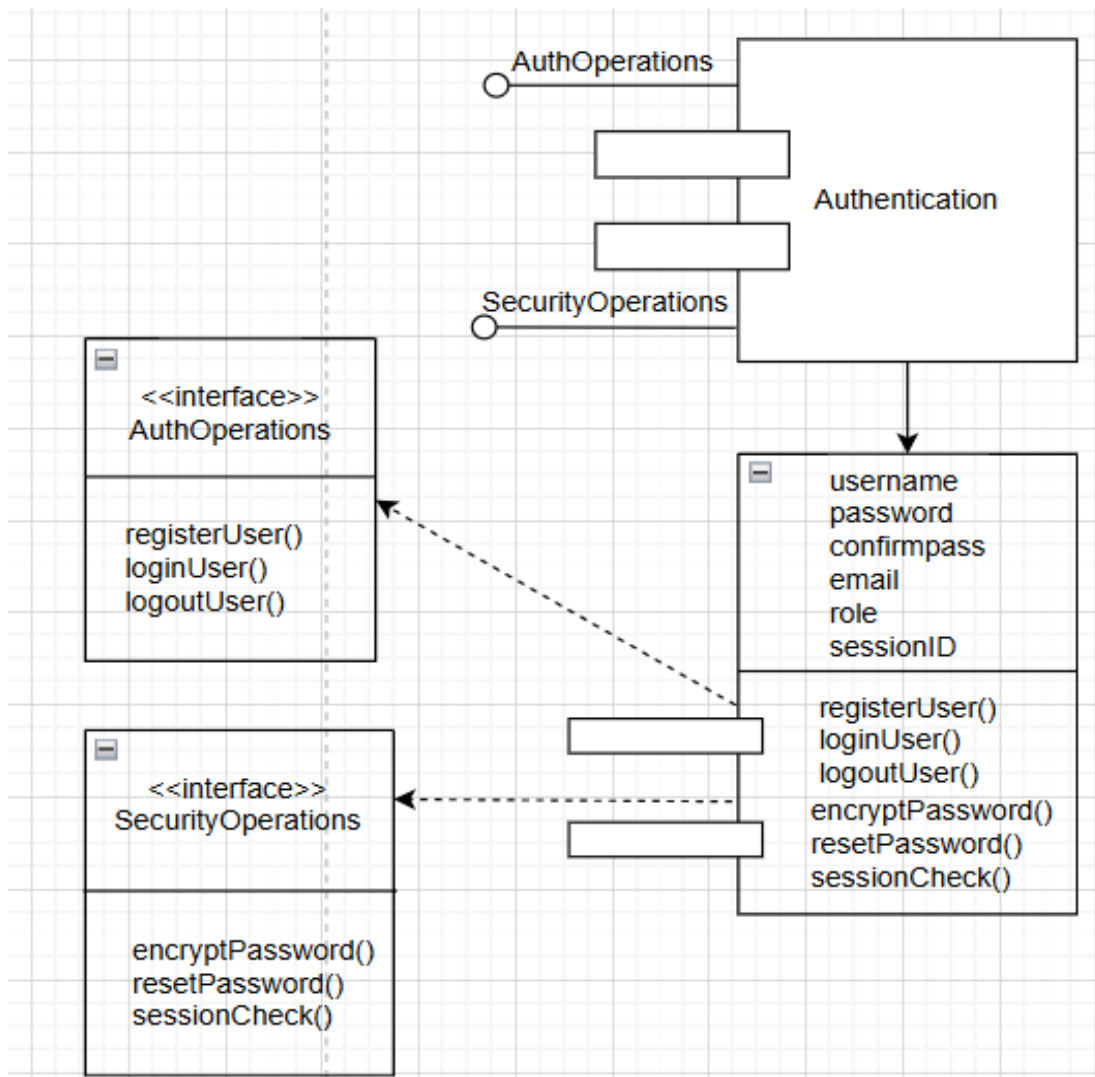 AuthOperations
Authentication
SecurityOperations
<<interface>>
AuthOperations
registerUser()
loginUser()
logoutUser()
username
password
confirmpass
email
role
sessionID
registerUser()
loginUser()
logoutUser()
encryptPassword()
resetPassword()
sessionCheck()
<<interface>>
SecurityOperations
encryptPassword()
resetPassword()
sessionCheck()